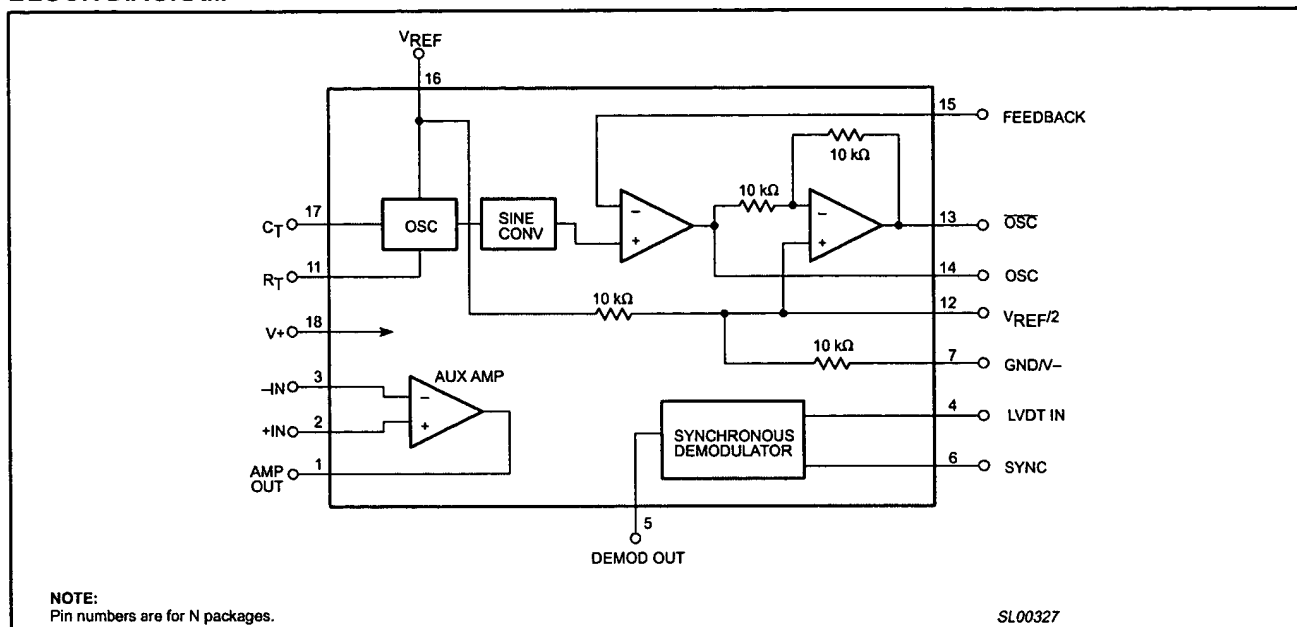 VREF
16
15
FEEDBACK
10 kΩ
10 kΩ
17
CT
OSC
SINE
CONV
–
+
–
+
13
OSC
11
RT
14
OSC
10 kΩ
12
VREF/2
18
V+
10 kΩ
7
GND/V–
3
–IN
AUX AMP
–
+
2
+IN
4
LVDT IN
SYNCHRONOUS
DEMODULATOR
6
SYNC
1
AMP
OUT
5
DEMOD OUT
NOTE:
Pin numbers are for N packages.
SL00327